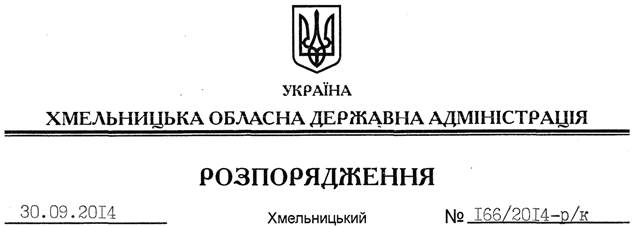 УКРАЇНА
ХМЕЛЬНИЦЬКА ОБЛАСНА ДЕРЖАВНА АДМІНІСТРАЦІЯ
РОЗПОРЯДЖЕННЯ
30.09.2014 Хмельницький № 166/2014-р/к